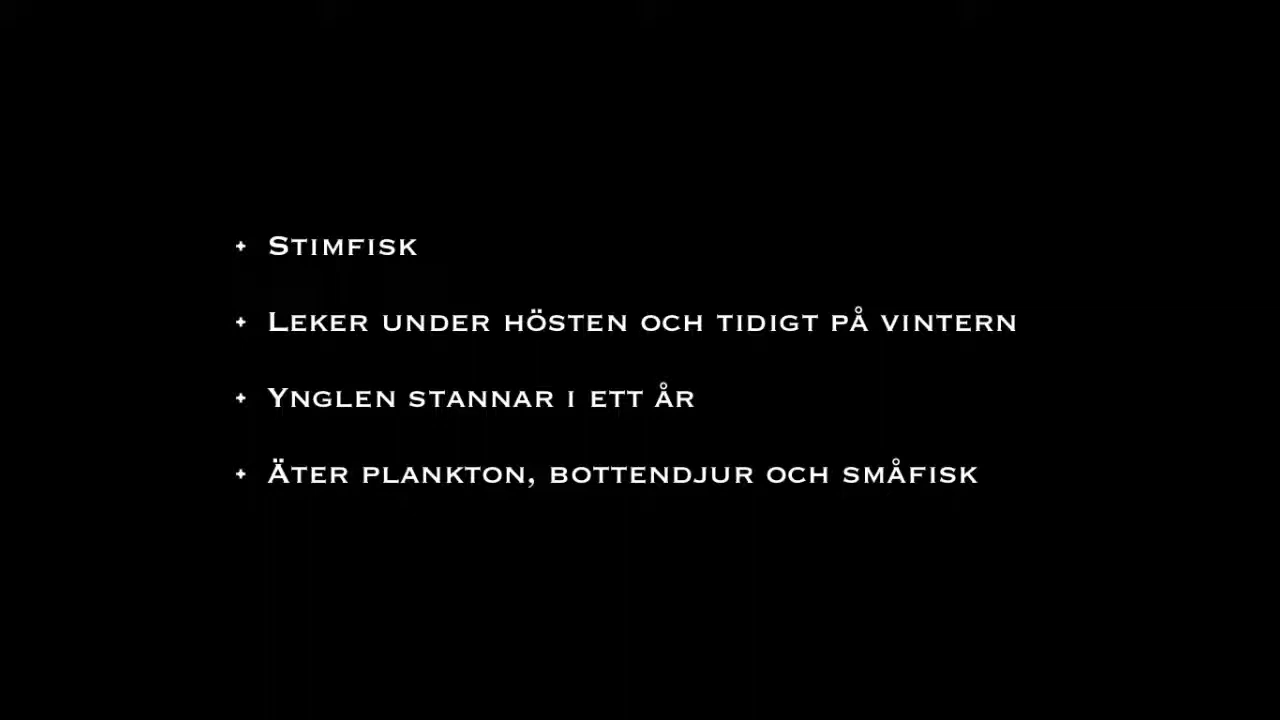 + Stimfisk
+ Leker under hösten och tidigt på vintern
+ Ynglen stannar i ett år
+ Äter plankton, bottendjur och småfisk